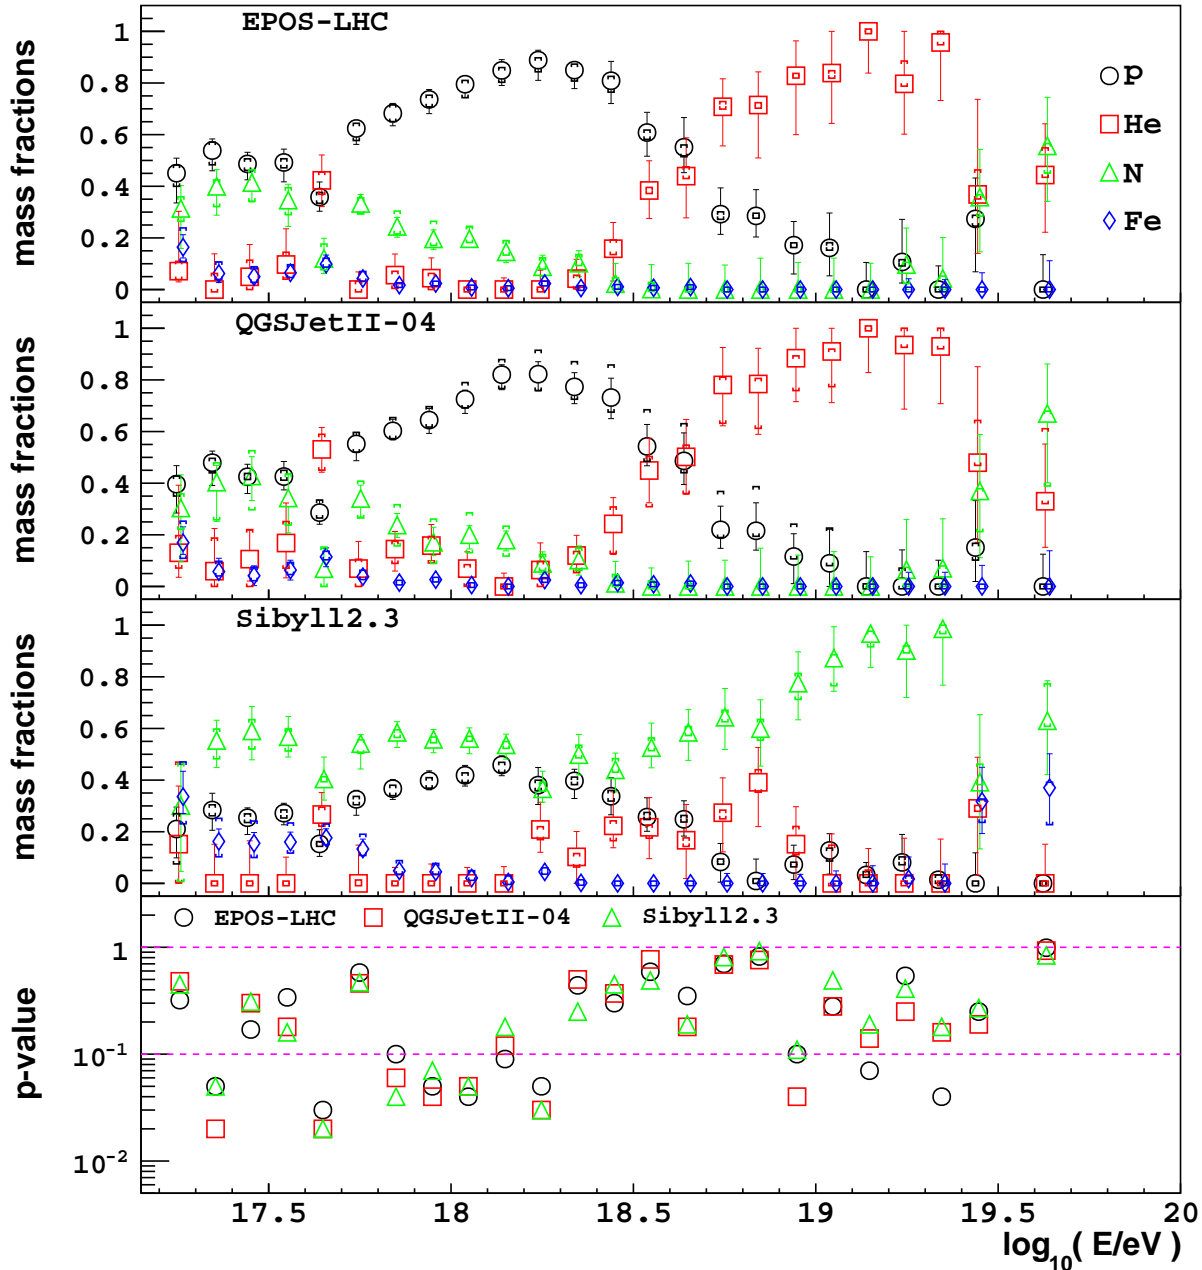 EPOS-LHC
mass fractions
1
0.8
0.6
0.4
0.2
0
p
He
N
Fe
QGSJetII-04
mass fractions
1
0.8
0.6
0.4
0.2
0
Sibyll2.3
mass fractions
1
0.8
0.6
0.4
0.2
0
EPOS-LHC QGSJetII-04 Sibyll2.3
p-value
1
10⁻¹
10⁻²
17.5 18 18.5 19 19.5 20
log₁₀( E/eV )